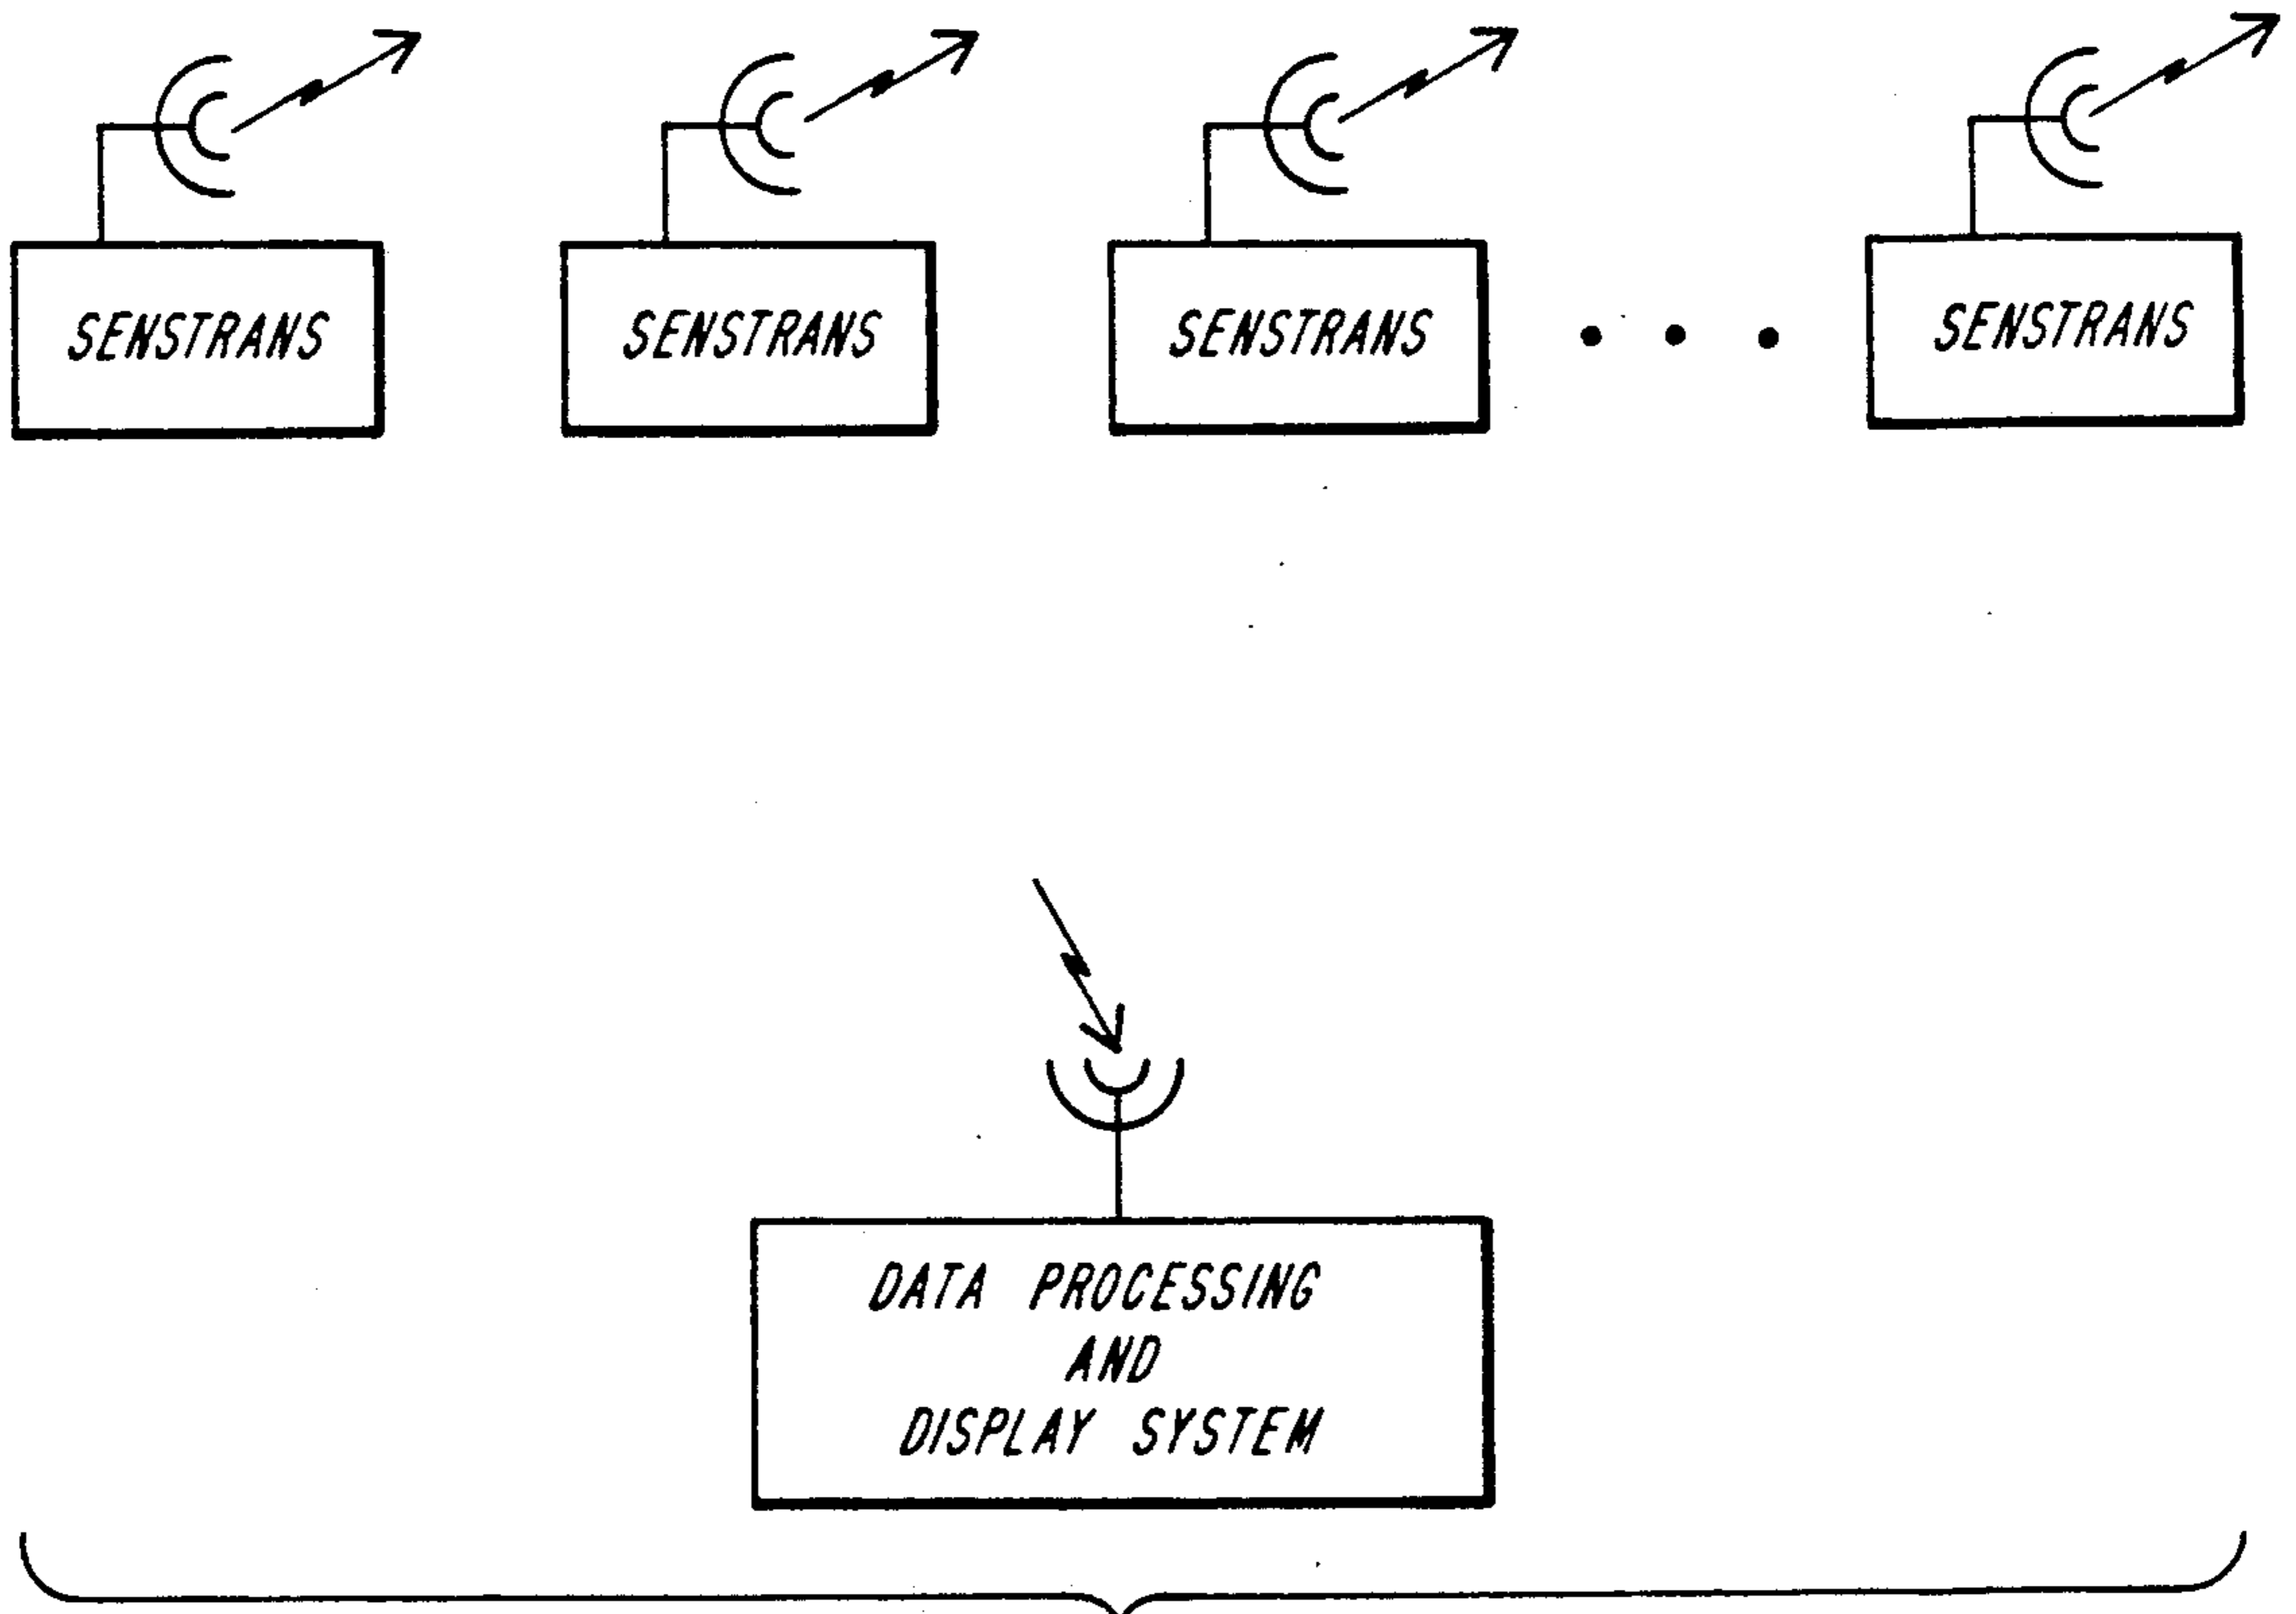 SENSTRANS SENSTRANS SENSTRANS SENSTRANS
DATA PROCESSING
AND
DISPLAY SYSTEM